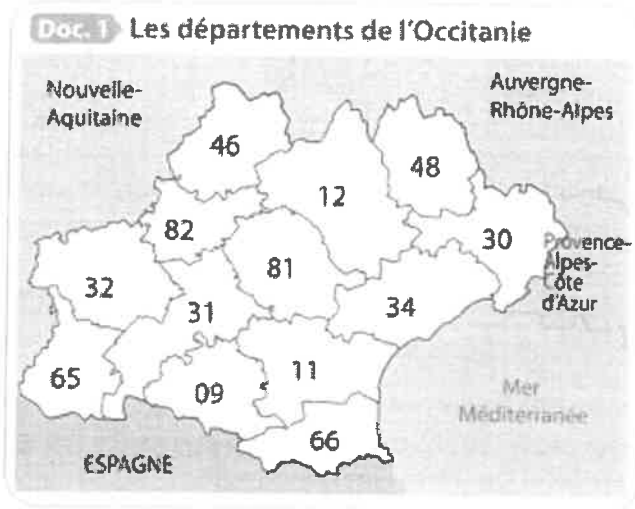 Doc. 1 Les départements de l'Occitanie
Nouvelle-
Aquitaine
Auvergne-
Rhône-Alpes
46
48
12
82
30
Provence-
Alpes-
Côte
d'Azur
81
32
31
34
65
09
11
Mer
Méditerranée
66
ESPAGNE